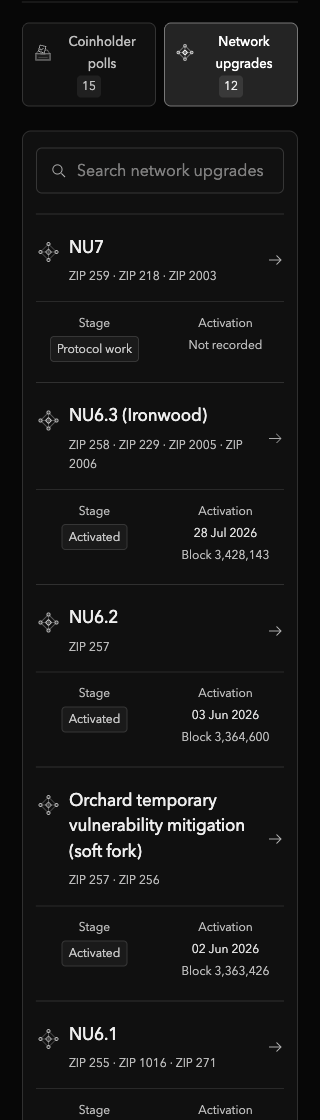 Coinholder
polls
15
Network
upgrades
12
Search network upgrades
NU7
ZIP 259 · ZIP 218 · ZIP 2003
Stage
Protocol work
Activation
Not recorded
NU6.3 (Ironwood)
ZIP 258 · ZIP 229 · ZIP 2005 · ZIP
2006
Stage
Activated
Activation
28 Jul 2026
Block 3,428,143
NU6.2
ZIP 257
Stage
Activated
Activation
03 Jun 2026
Block 3,364,600
Orchard temporary
vulnerability mitigation
(soft fork)
ZIP 257 · ZIP 256
Stage
Activated
Activation
02 Jun 2026
Block 3,363,426
NU6.1
ZIP 255 · ZIP 1016 · ZIP 271
Stage
Activation